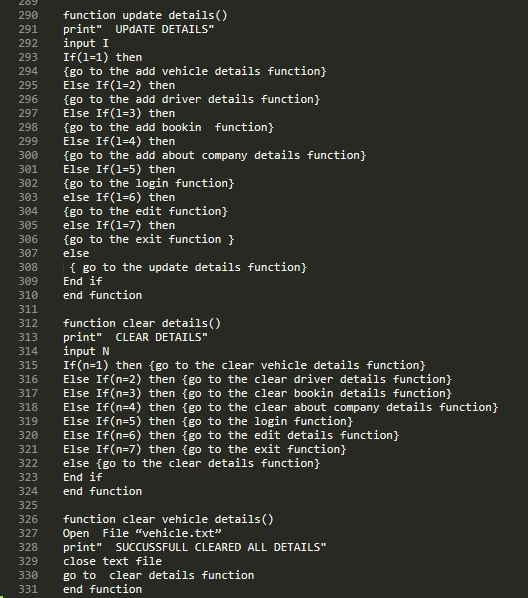 289
290 function update details()
291 print"  UPdATE DETAILS"
292 input I
293 If(l=1) then
294 {go to the add vehicle details function}
295 Else If(l=2) then
296 {go to the add driver details function}
297 Else If(l=3) then
298 {go to the add bookin  function}
299 Else If(l=4) then
300 {go to the add about company details function}
301 Else If(l=5) then
302 {go to the login function}
303 else If(l=6) then
304 {go to the edit function}
305 else If(l=7) then
306 {go to the exit function }
307 else
308  { go to the update details function}
309 End if
310 end function
311
312 function clear details()
313 print"  CLEAR DETAILS"
314 input N
315 If(n=1) then {go to the clear vehicle details function}
316 Else If(n=2) then {go to the clear driver details function}
317 Else If(n=3) then {go to the clear bookin details function}
318 Else If(n=4) then {go to the clear about company details function}
319 Else If(n=5) then {go to the login function}
320 Else If(n=6) then {go to the edit details function}
321 Else If(n=7) then {go to the exit function}
322 else {go to the clear details function}
323 End if
324 end function
325
326 function clear vehicle details()
327 Open  File “vehicle.txt”
328 print"  SUCCUSSFULL CLEARED ALL DETAILS"
329 close text file
330 go to  clear details function
331 end function